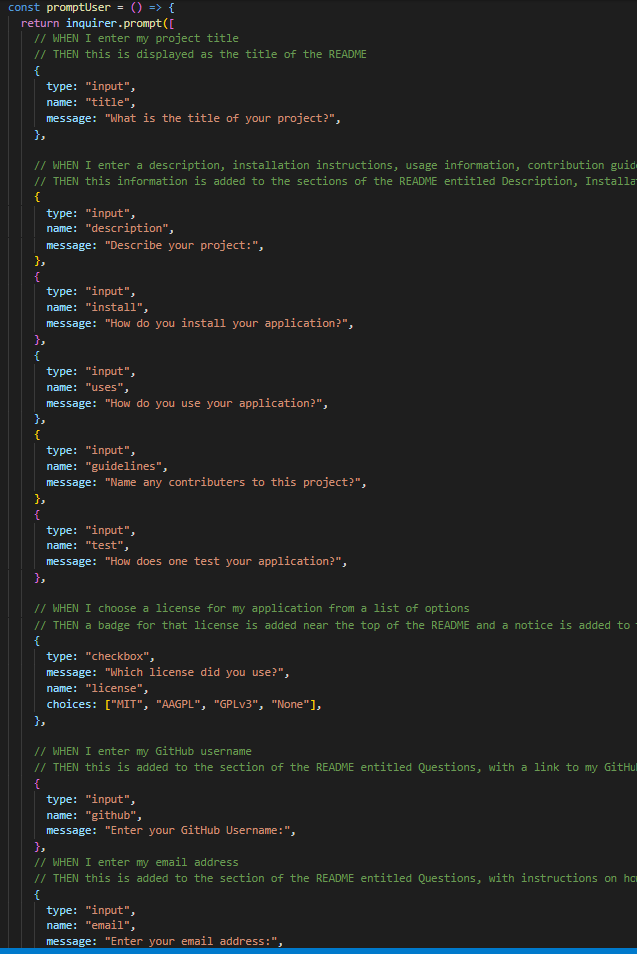 const promptUser = () => {
return inquirer.prompt([
// WHEN I enter my project title
// THEN this is displayed as the title of the README
{
type: "input",
name: "title",
message: "What is the title of your project?",
},
// WHEN I enter a description, installation instructions, usage information, contribution
// THEN this information is added to the sections of the README entitled Description,
{
type: "input",
name: "description",
message: "Describe your project:",
},
{
type: "input",
name: "install",
message: "How do you install your application?",
},
{
type: "input",
name: "uses",
message: "How do you use your application?",
},
{
type: "input",
name: "guidelines",
message: "Name any contributers to this project?",
},
{
type: "input",
name: "test",
message: "How does one test your application?",
},
// WHEN I choose a license for my application from a list of options
// THEN a badge for that license is added near the top of the README and a notice is added to
{
type: "checkbox",
message: "Which license did you use?",
name: "license",
choices: ["MIT", "AAGPL", "GPLv3", "None"],
},
// WHEN I enter my GitHub username
// THEN this is added to the section of the README entitled Questions, with a link to my
{
type: "input",
name: "github",
message: "Enter your GitHub Username:",
},
// WHEN I enter my email address
// THEN this is added to the section of the README entitled Questions, with instructions on
{
type: "input",
name: "email",
message: "Enter your email address:",